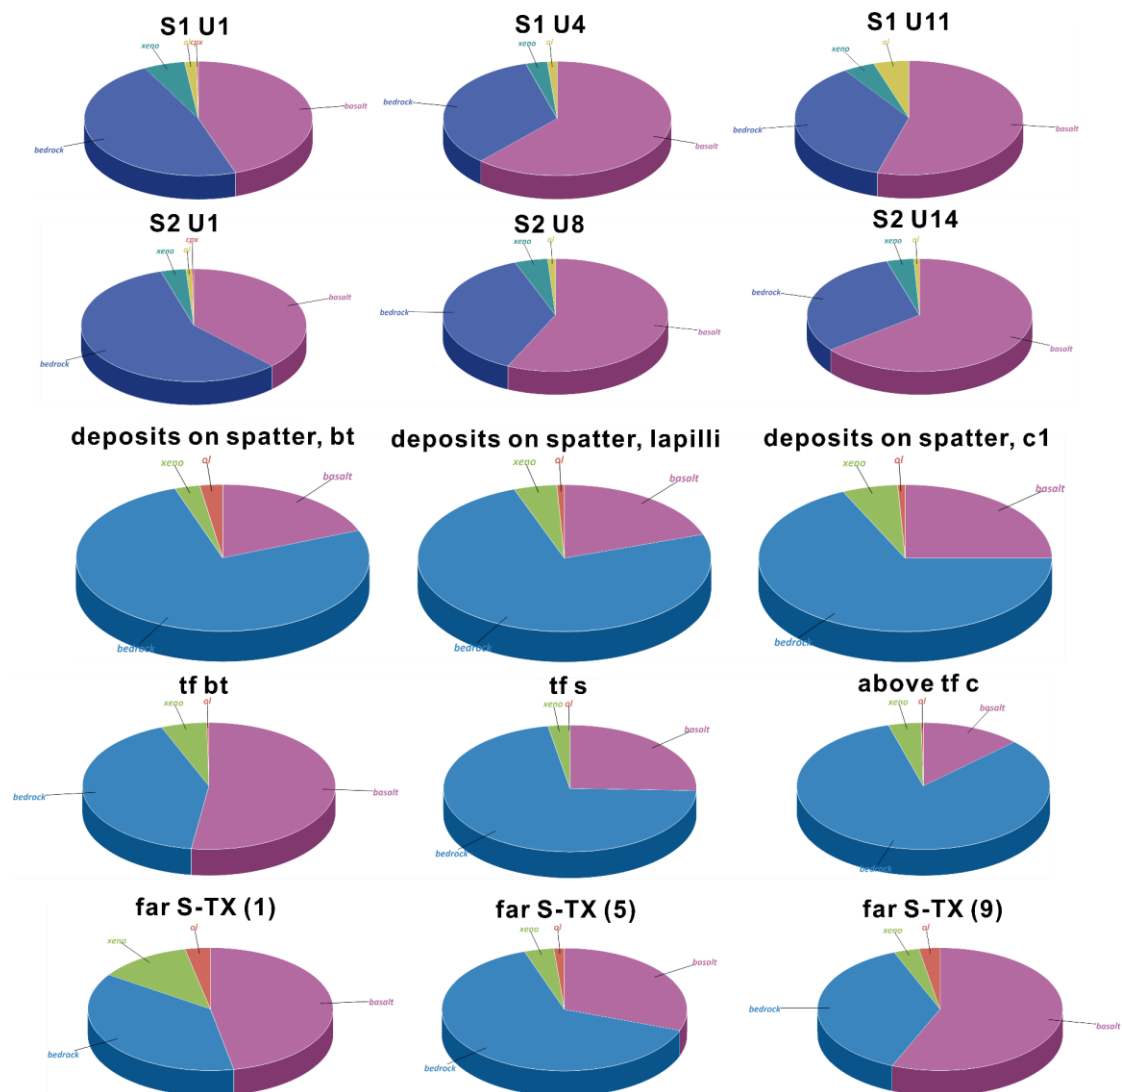 S1 U1
S1 U4
S1 U11
xeno
ol
cpx
basalt
bedrock
xeno
ol
bedrock
basalt
xeno
ol
bedrock
basalt
S2 U1
S2 U8
S2 U14
cpx
xeno
ol
basalt
bedrock
xeno
ol
bedrock
basalt
xeno
ol
bedrock
basalt
deposits on spatter, bt
deposits on spatter, lapilli
deposits on spatter, c1
xeno
ol
basalt
bedrock
xeno
ol
basalt
bedrock
xeno
ol
basalt
bedrock
tf bt
tf s
above tf c
xeno
ol
bedrock
basalt
xeno
ol
basalt
bedrock
xeno
ol
basalt
bedrock
far S-TX (1)
far S-TX (5)
far S-TX (9)
xeno
ol
basalt
bedrock
xeno
ol
basalt
bedrock
xeno
ol
bedrock
basalt